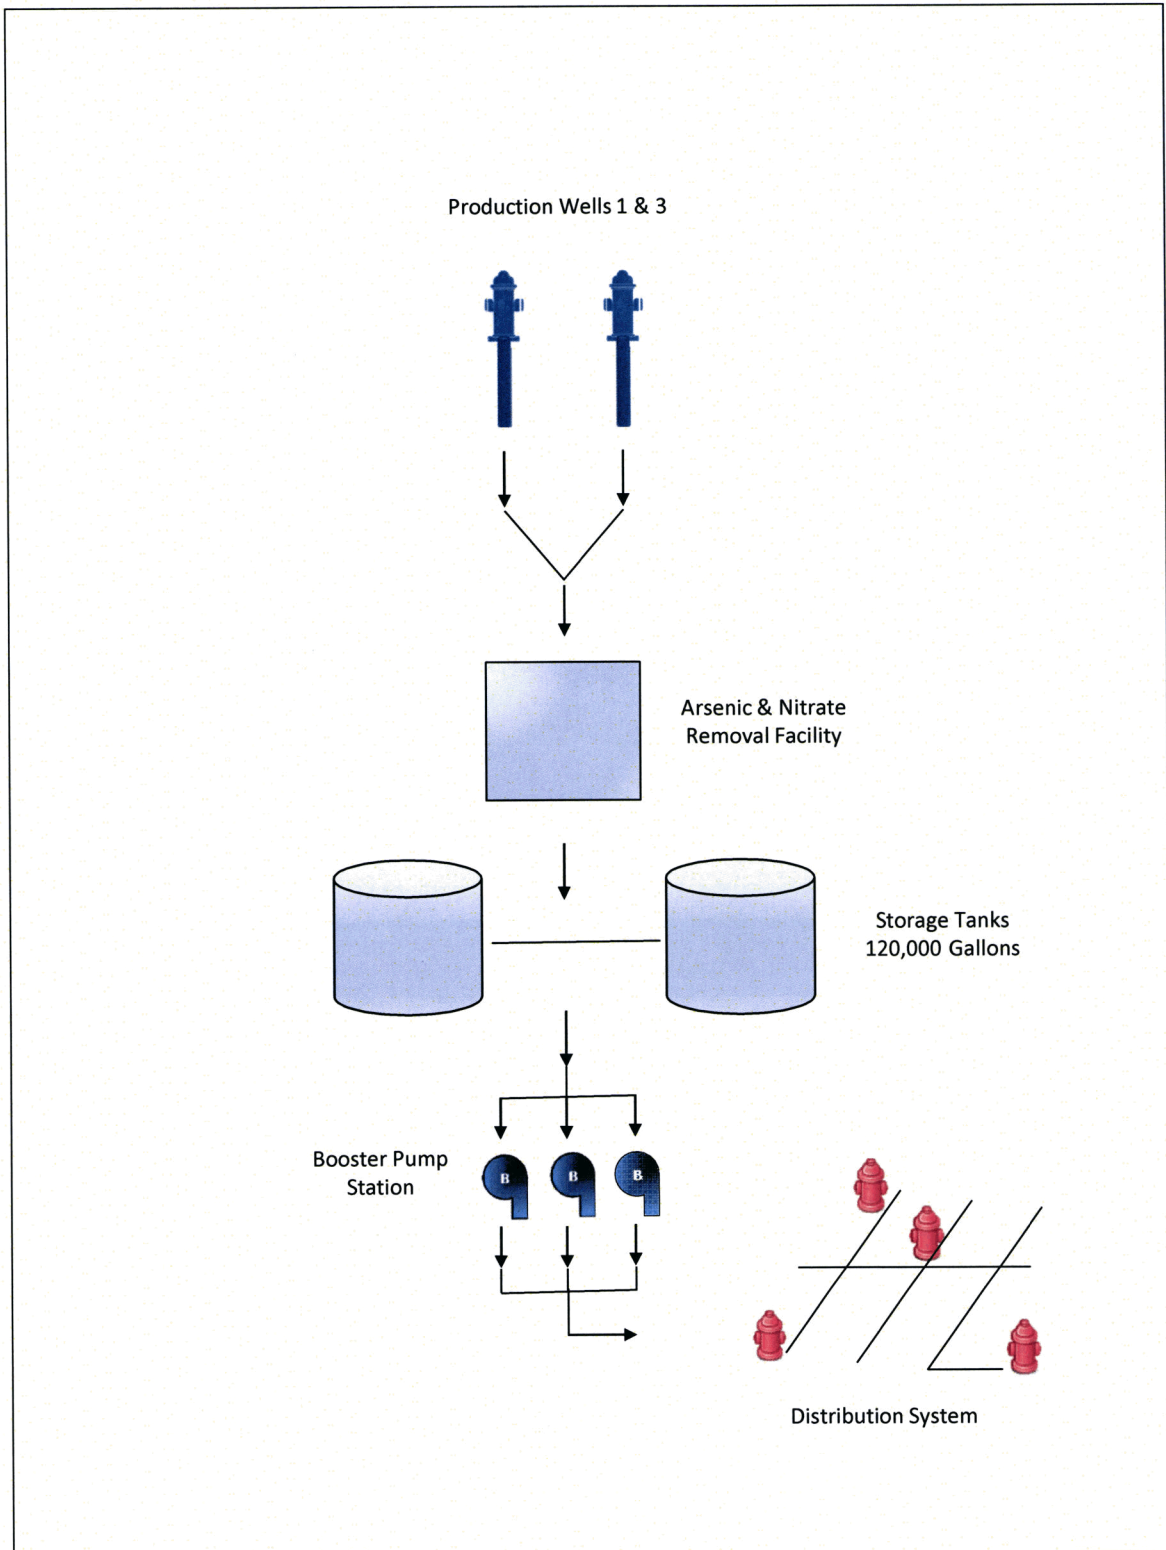 Production Wells 1 & 3
Arsenic & Nitrate
Removal Facility
Storage Tanks
120,000 Gallons
Booster Pump
Station
B
B
B
Distribution System